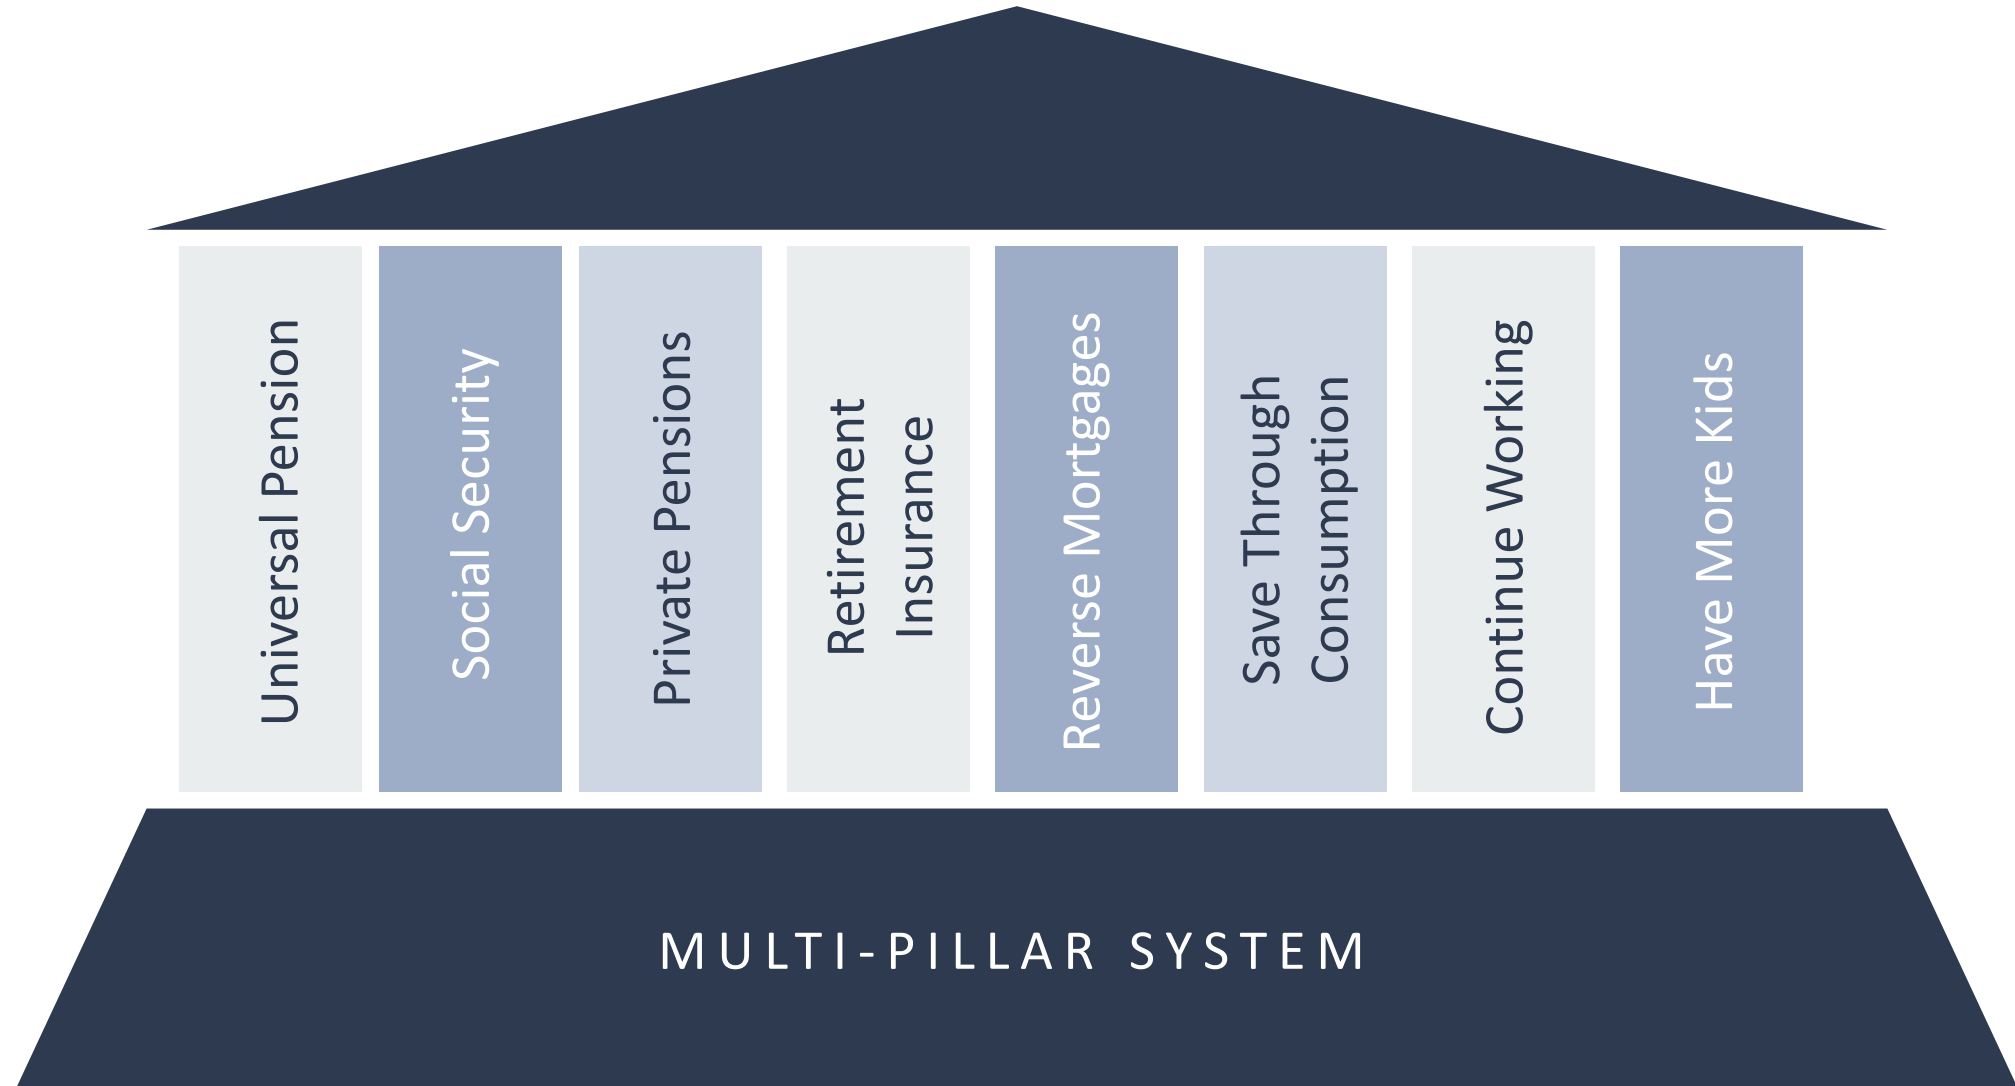 Universal Pension
Social Security
Private Pensions
Retirement
Insurance
Reverse Mortgages
Save Through
Consumption
Continue Working
Have More Kids
MULTI-PILLAR SYSTEM